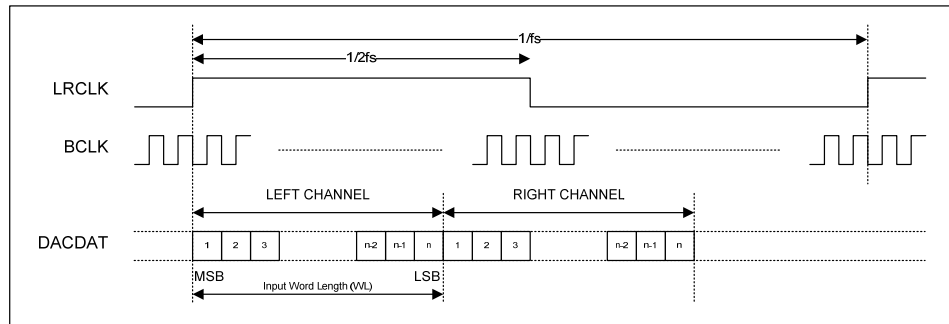 1/fs
1/2fs
LRCLK
BCLK
LEFT CHANNEL RIGHT CHANNEL
DACDAT 1 2 3 n-2 n-1 n 1 2 3 n-2 n-1 n
MSB LSB
Input Word Length (WL)